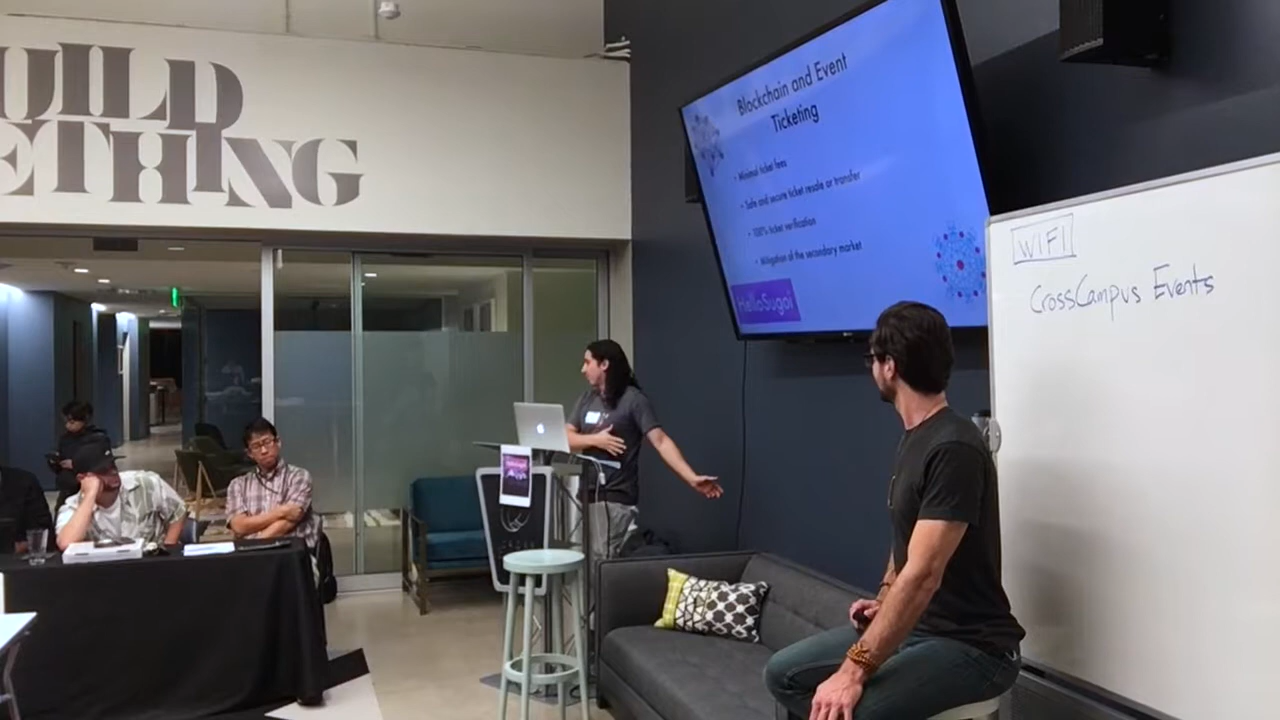 UILD
ETHING
Blockchain and Event
Ticketing
• Minimal ticket fees
• Safe and secure ticket resale or transfer
• 100% ticket verification
• Mitigation of the secondary market
HelloSugoi
WIFI
CrossCampus Events